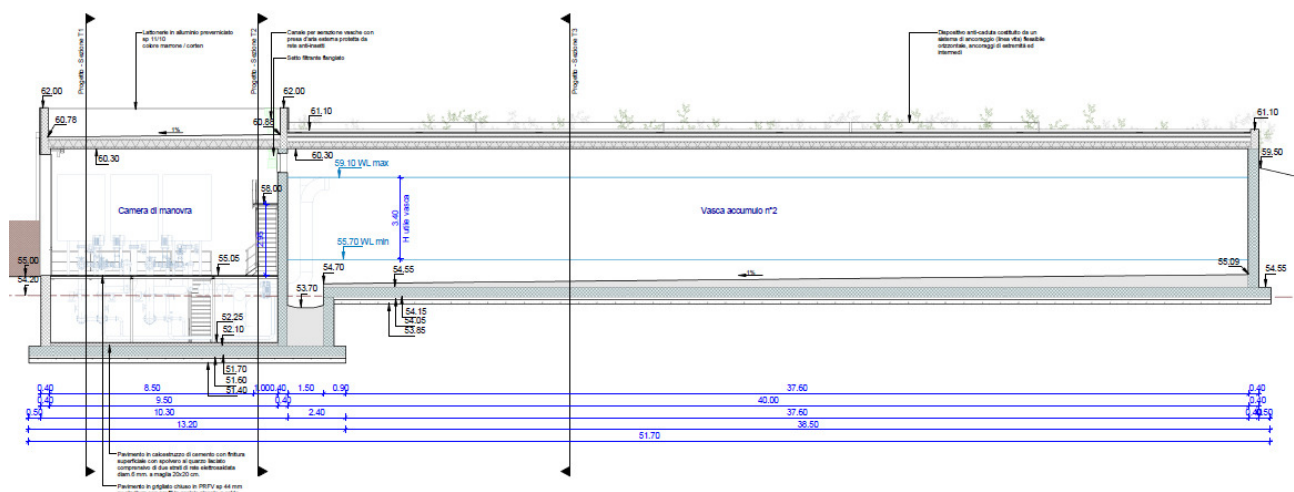 Lattonerie in alluminio preverniciato
sp 11/10
colore marrone / corten
Canale per aerazione vasche con
presa d'aria esterna protetta da
rete anti-insetti
Setto filtrante flangiato
Dispositivo anti-caduta costituito da un
sistema di ancoraggio (linea vita) flessibile
orizzontale, ancoraggi di estremità ed
intermedi
Progetto - Sezione T1
Progetto - Sezione T2
Progetto - Sezione T3
62.00
62.00
61.10
61.10
60.78
1%
60.30
60.30
59.50
59.10 WL max
58.00
Camera di manovra
Vasca accumulo n°2
3.40
H utile vasca
2.95
55.70 WL min
55.00
55.05
54.20
54.70
54.55
1%
55.09
54.55
53.70
54.15
54.05
53.85
52.25
52.10
51.70
51.60
51.40
0.40 8.50 1.00 0.40 1.50 0.90 37.60 0.40
0.40 9.50 0.40 40.00 0.40
0.50 10.30 2.40 37.60 0.40 0.50
13.20 38.50
51.70
Pavimento in calcestruzzo di cemento con finitura
superficiale con spolvero al quarzo lisciato
comprensivo di due strati di rete elettrosaldata
diam.6 mm. a maglia 20x20 cm.
Pavimento in grigliato chiuso in PRFV sp 44 mm